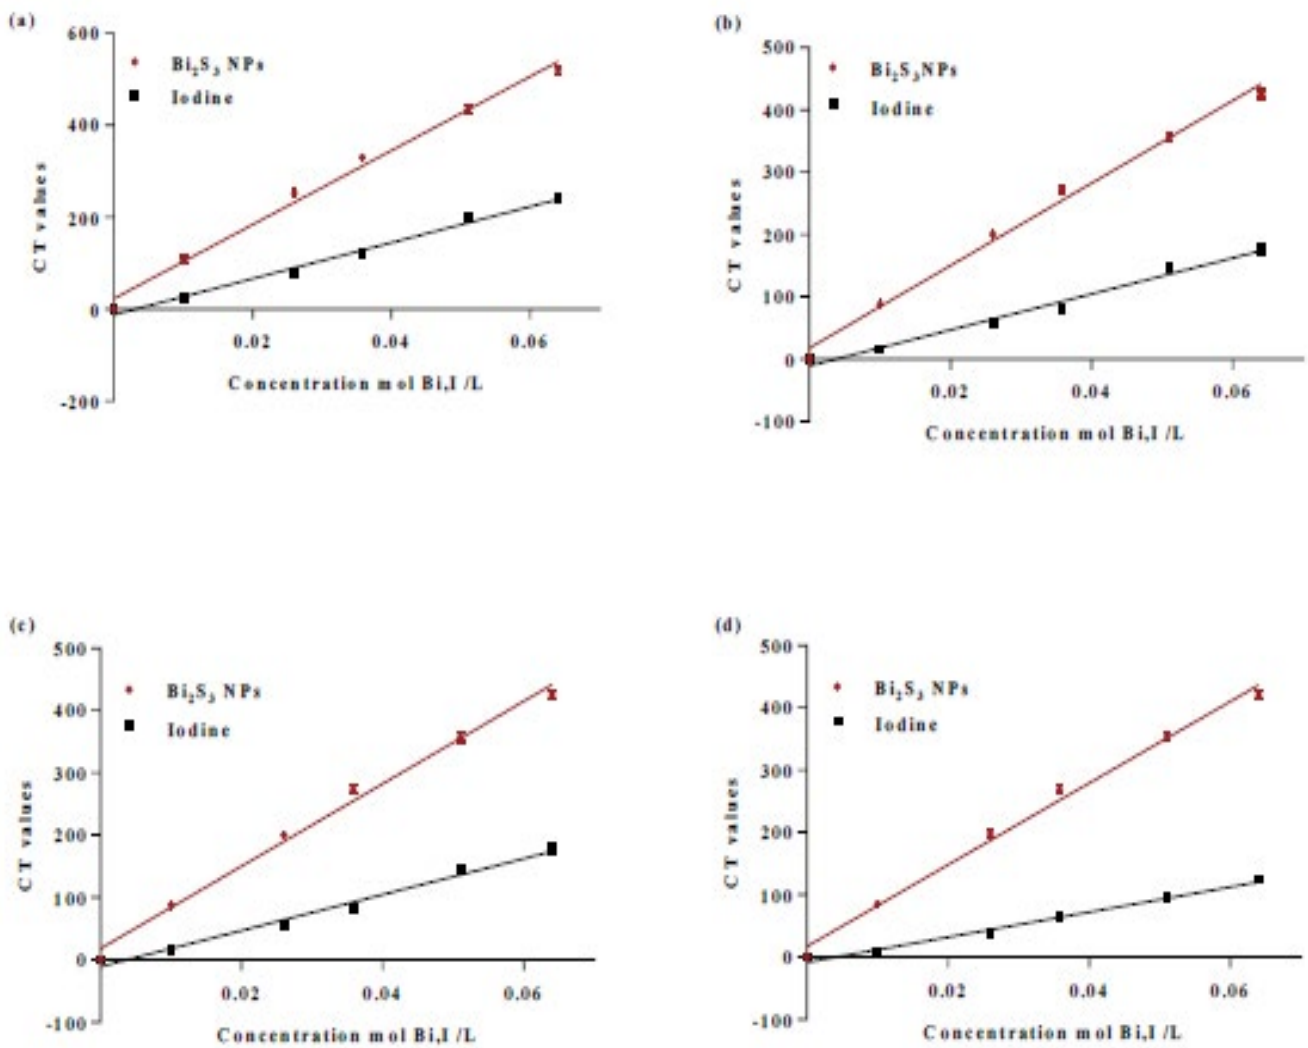 (a)
600
Bi₂S₃ NPs
Iodine
400
200
0
-200
CT values
0.02 0.04 0.06
Concentration mol Bi,I /L
(b)
500
Bi₂S₃NPs
Iodine
400
300
200
100
0
-100
CT values
0.02 0.04 0.06
Concentration mol Bi,I /L
(c)
500
Bi₂S₃ NPs
Iodine
400
300
200
100
0
-100
CT values
0.02 0.04 0.06
Concentration mol Bi,I /L
(d)
500
Bi₂S₃ NPs
Iodine
400
300
200
100
0
-100
CT values
0.02 0.04 0.06
Concentration mol Bi,I /L